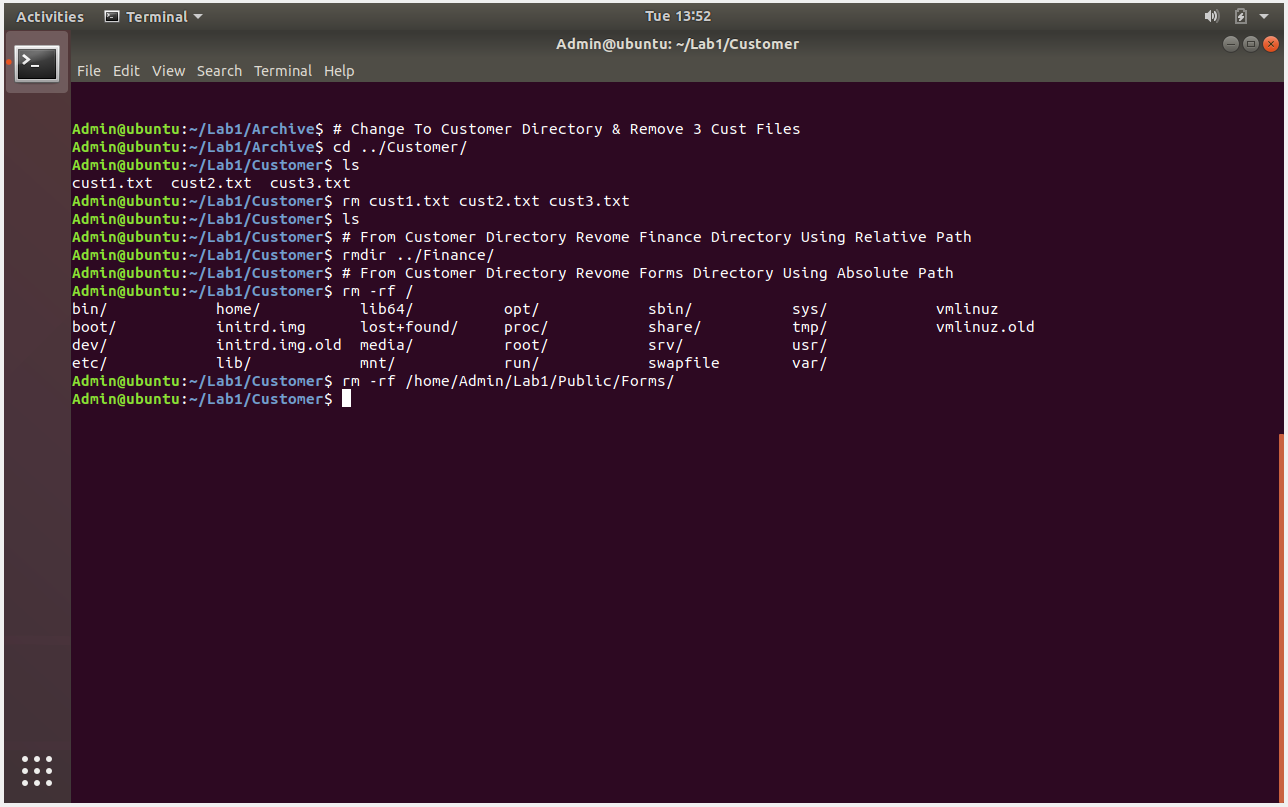 Activities Terminal Tue 13:52
Admin@ubuntu: ~/Lab1/Customer
File Edit View Search Terminal Help
Admin@ubuntu:~/Lab1/Archive$ # Change To Customer Directory & Remove 3 Cust Files
Admin@ubuntu:~/Lab1/Archive$ cd ../Customer/
Admin@ubuntu:~/Lab1/Customer$ ls
cust1.txt  cust2.txt  cust3.txt
Admin@ubuntu:~/Lab1/Customer$ rm cust1.txt cust2.txt cust3.txt
Admin@ubuntu:~/Lab1/Customer$ ls
Admin@ubuntu:~/Lab1/Customer$ # From Customer Directory Revome Finance Directory Using Relative Path
Admin@ubuntu:~/Lab1/Customer$ rmdir ../Finance/
Admin@ubuntu:~/Lab1/Customer$ # From Customer Directory Revome Forms Directory Using Absolute Path
Admin@ubuntu:~/Lab1/Customer$ rm -rf /
bin/            home/           lib64/          opt/            sbin/           sys/            vmlinuz
boot/           initrd.img      lost+found/     proc/           share/          tmp/            vmlinuz.old
dev/            initrd.img.old  media/          root/           srv/            usr/
etc/            lib/            mnt/            run/            swapfile        var/
Admin@ubuntu:~/Lab1/Customer$ rm -rf /home/Admin/Lab1/Public/Forms/
Admin@ubuntu:~/Lab1/Customer$